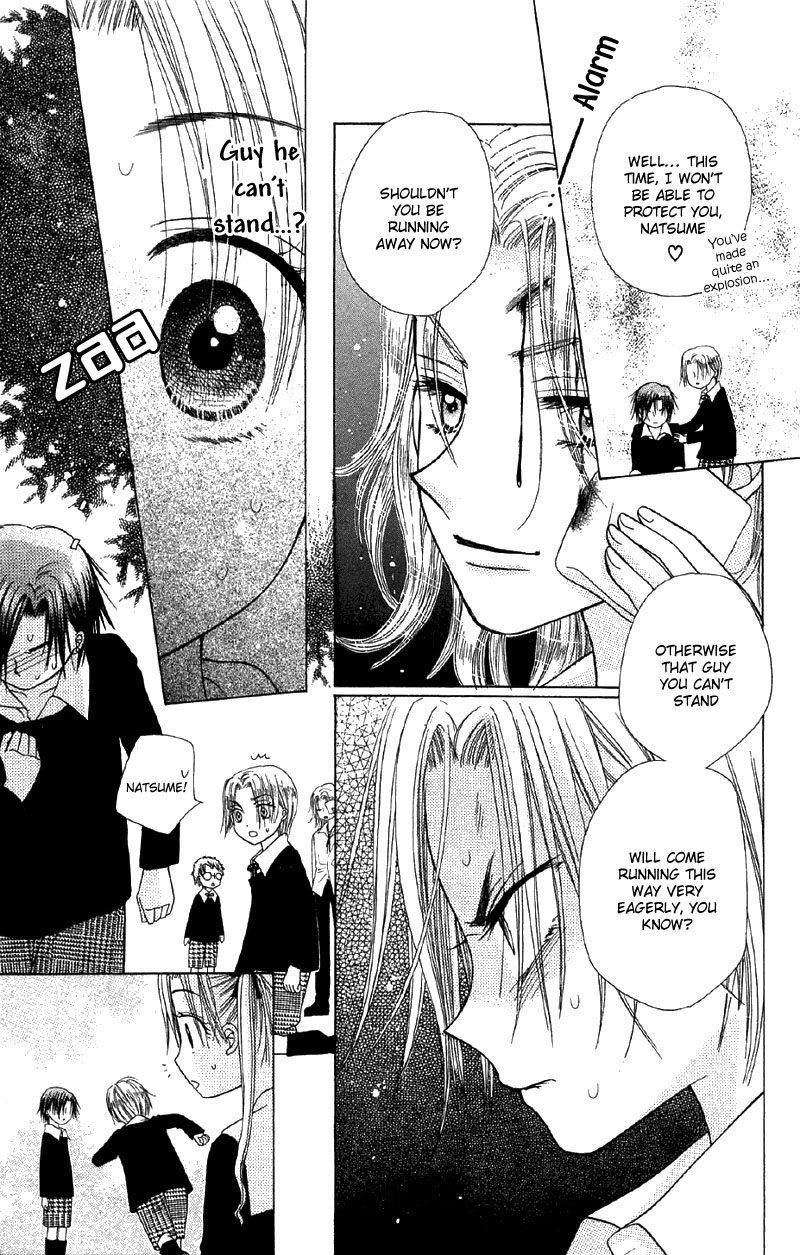 Alarm
WELL... THIS
TIME, I WON'T
BE ABLE TO
PROTECT YOU,
NATSUME
♡
You've
made
quite an
explosion...
SHOULDN'T
YOU BE
RUNNING
AWAY NOW?
OTHERWISE
THAT GUY
YOU CAN'T
STAND
WILL COME
RUNNING THIS
WAY VERY
EAGERLY, YOU
KNOW?
Guy he
can't
stand...?
zaa
NATSUME!